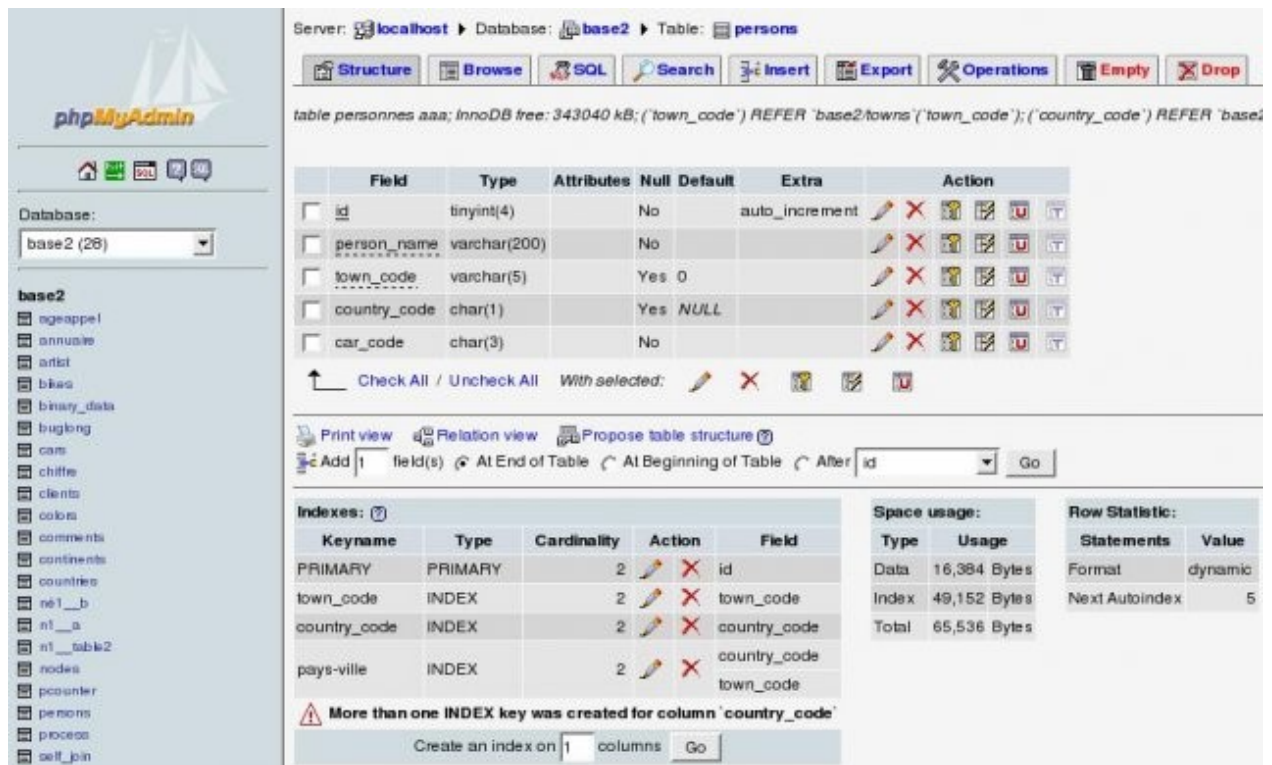 phpMyAdmin
Database:
base2 (28)
base2
ageappel
annuaire
artist
bikes
binary_data
buglong
cars
chiffre
clients
colors
comments
continents
countries
né1__b
n1__a
n1__table2
nodes
pcounter
persons
process
self_join
Server: localhost ▶ Database: base2 ▶ Table: persons
Structure Browse SQL Search Insert Export Operations Empty Drop
table personnes aaa; InnoDB free: 343040 kB; (`town_code`) REFER `base2/towns`(`town_code`); (`country_code`) REFER `base2
Field Type Attributes Null Default Extra Action
id tinyint(4) No auto_increment
person_name varchar(200) No
town_code varchar(5) Yes 0
country_code char(1) Yes NULL
car_code char(3) No
Check All / Uncheck All With selected:
Print view Relation view Propose table structure
Add 1 field(s) At End of Table At Beginning of Table After id Go
Indexes:
Keyname Type Cardinality Action Field
PRIMARY PRIMARY 2 id
town_code INDEX 2 town_code
country_code INDEX 2 country_code
pays-ville INDEX 2 country_code
town_code
More than one INDEX key was created for column `country_code`
Create an index on 1 columns Go
Space usage:
Type Usage
Data 16,384 Bytes
Index 49,152 Bytes
Total 65,536 Bytes
Row Statistic:
Statements Value
Format dynamic
Next Autoindex 5